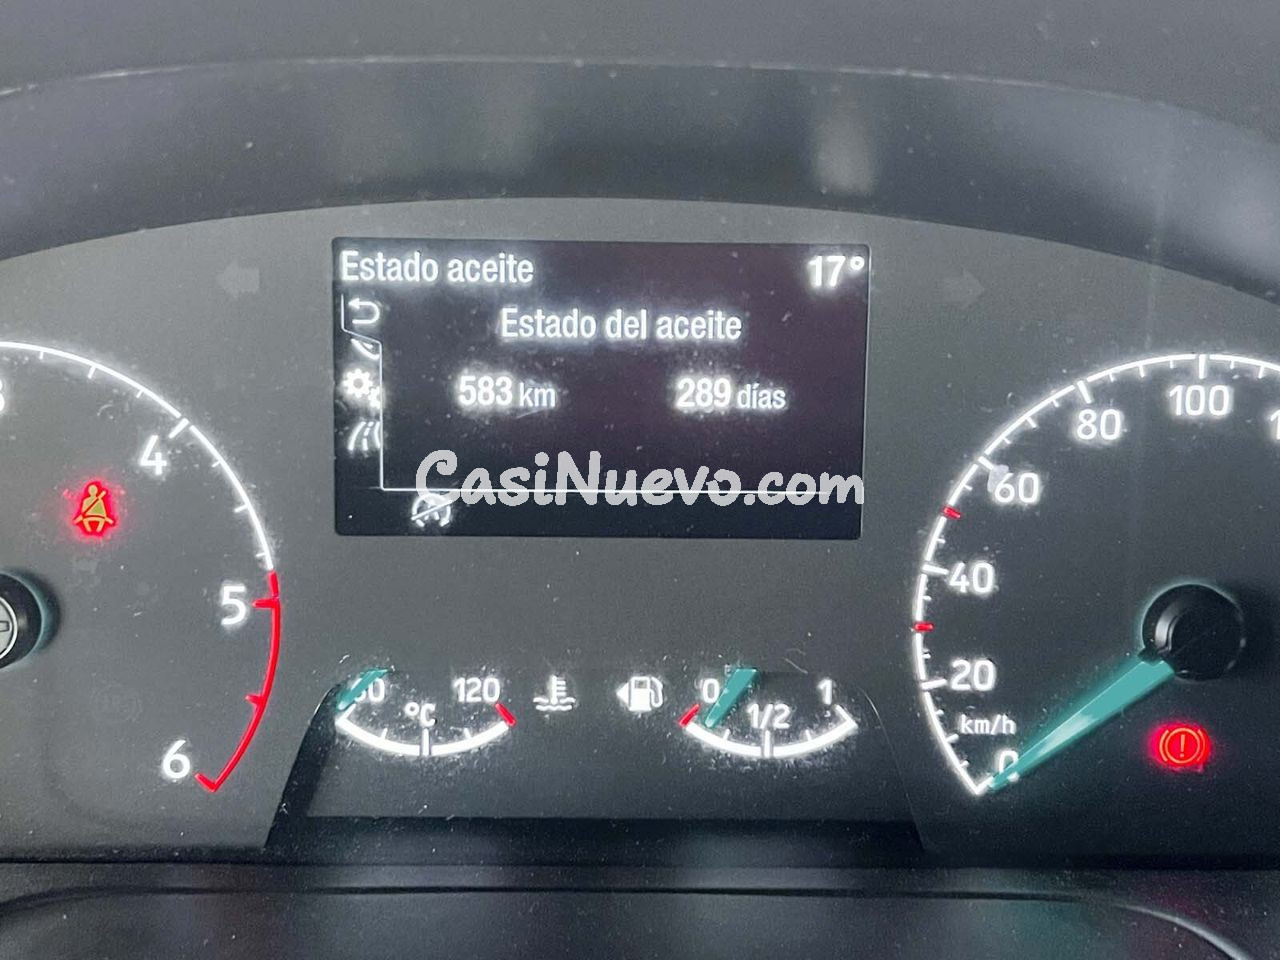 Estado aceite 17°
Estado del aceite
583 km 289 días
CasiNuevo.com
4
5
6
120
°C
0 1/2 1
100
80
60
40
20
km/h
0